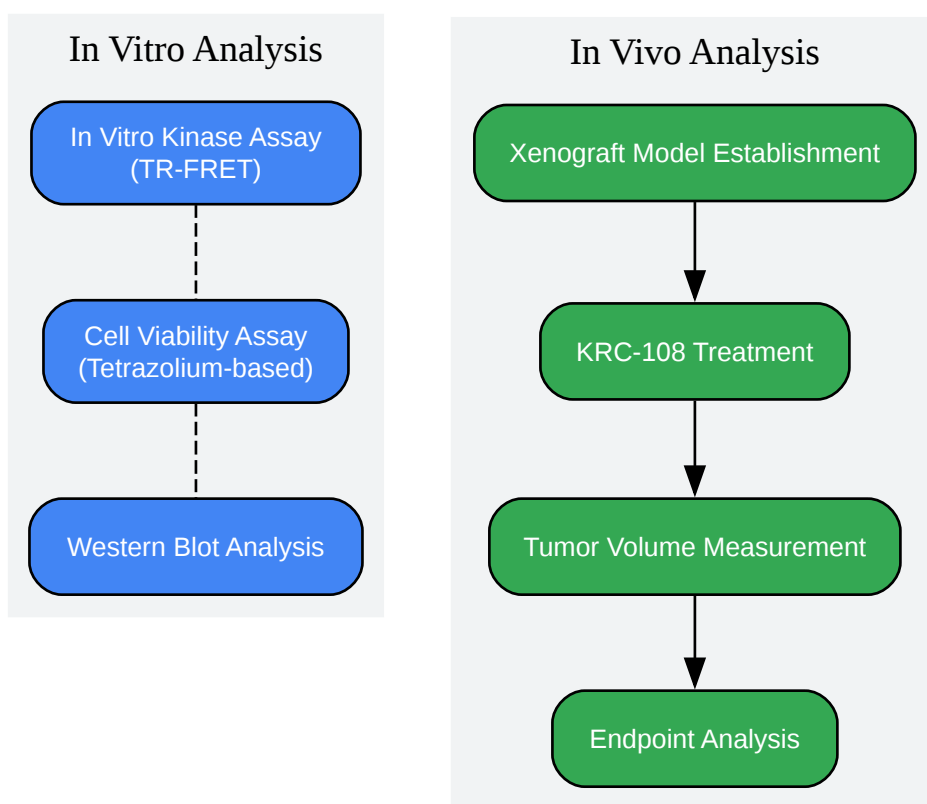 In Vitro Analysis
In Vitro Kinase Assay
(TR-FRET)
Cell Viability Assay
(Tetrazolium-based)
Western Blot Analysis
In Vivo Analysis
Xenograft Model Establishment
KRC-108 Treatment
Tumor Volume Measurement
Endpoint Analysis